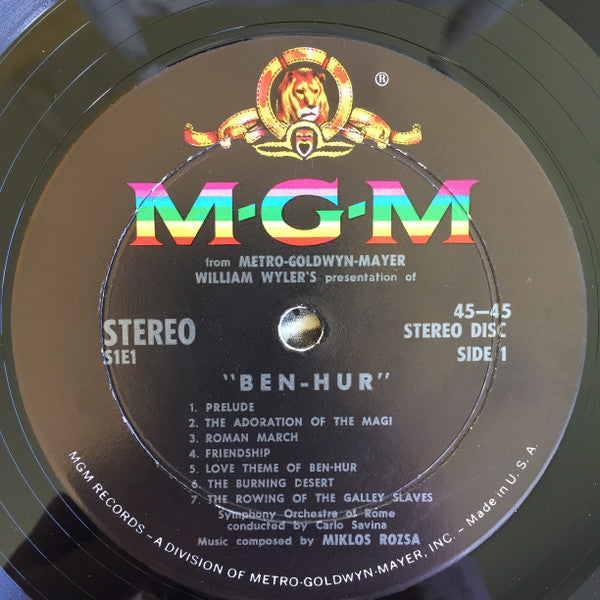 ®
M-G-M
from METRO-GOLDWYN-MAYER
WILLIAM WYLER'S presentation of
STEREO
S1E1
45—45
STEREO DISC
SIDE 1
"BEN-HUR"
1. PRELUDE
2. THE ADORATION OF THE MAGI
3. ROMAN MARCH
4. FRIENDSHIP
5. LOVE THEME OF BEN-HUR
6. THE BURNING DESERT
7. THE ROWING OF THE GALLEY SLAVES
Symphony Orchestre of Rome
conducted by Carlo Savina
Music composed by MIKLOS ROZSA
MGM RECORDS – A DIVISION OF METRO-GOLDWYN-MAYER, INC. – Made in U.S.A.